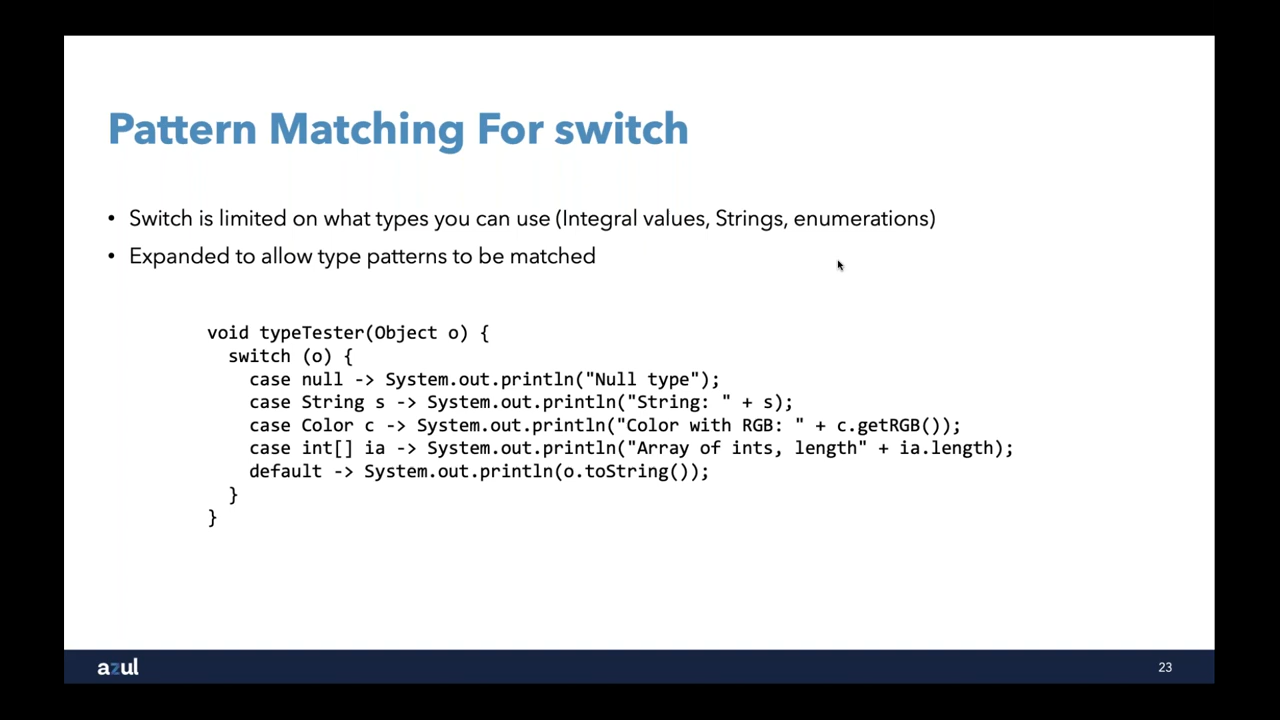 Pattern Matching For switch
• Switch is limited on what types you can use (Integral values, Strings, enumerations)
• Expanded to allow type patterns to be matched
void typeTester(Object o) {
  switch (o) {
    case null -> System.out.println("Null type");
    case String s -> System.out.println("String: " + s);
    case Color c -> System.out.println("Color with RGB: " + c.getRGB());
    case int[] ia -> System.out.println("Array of ints, length" + ia.length);
    default -> System.out.println(o.toString());
  }
}
azul
23